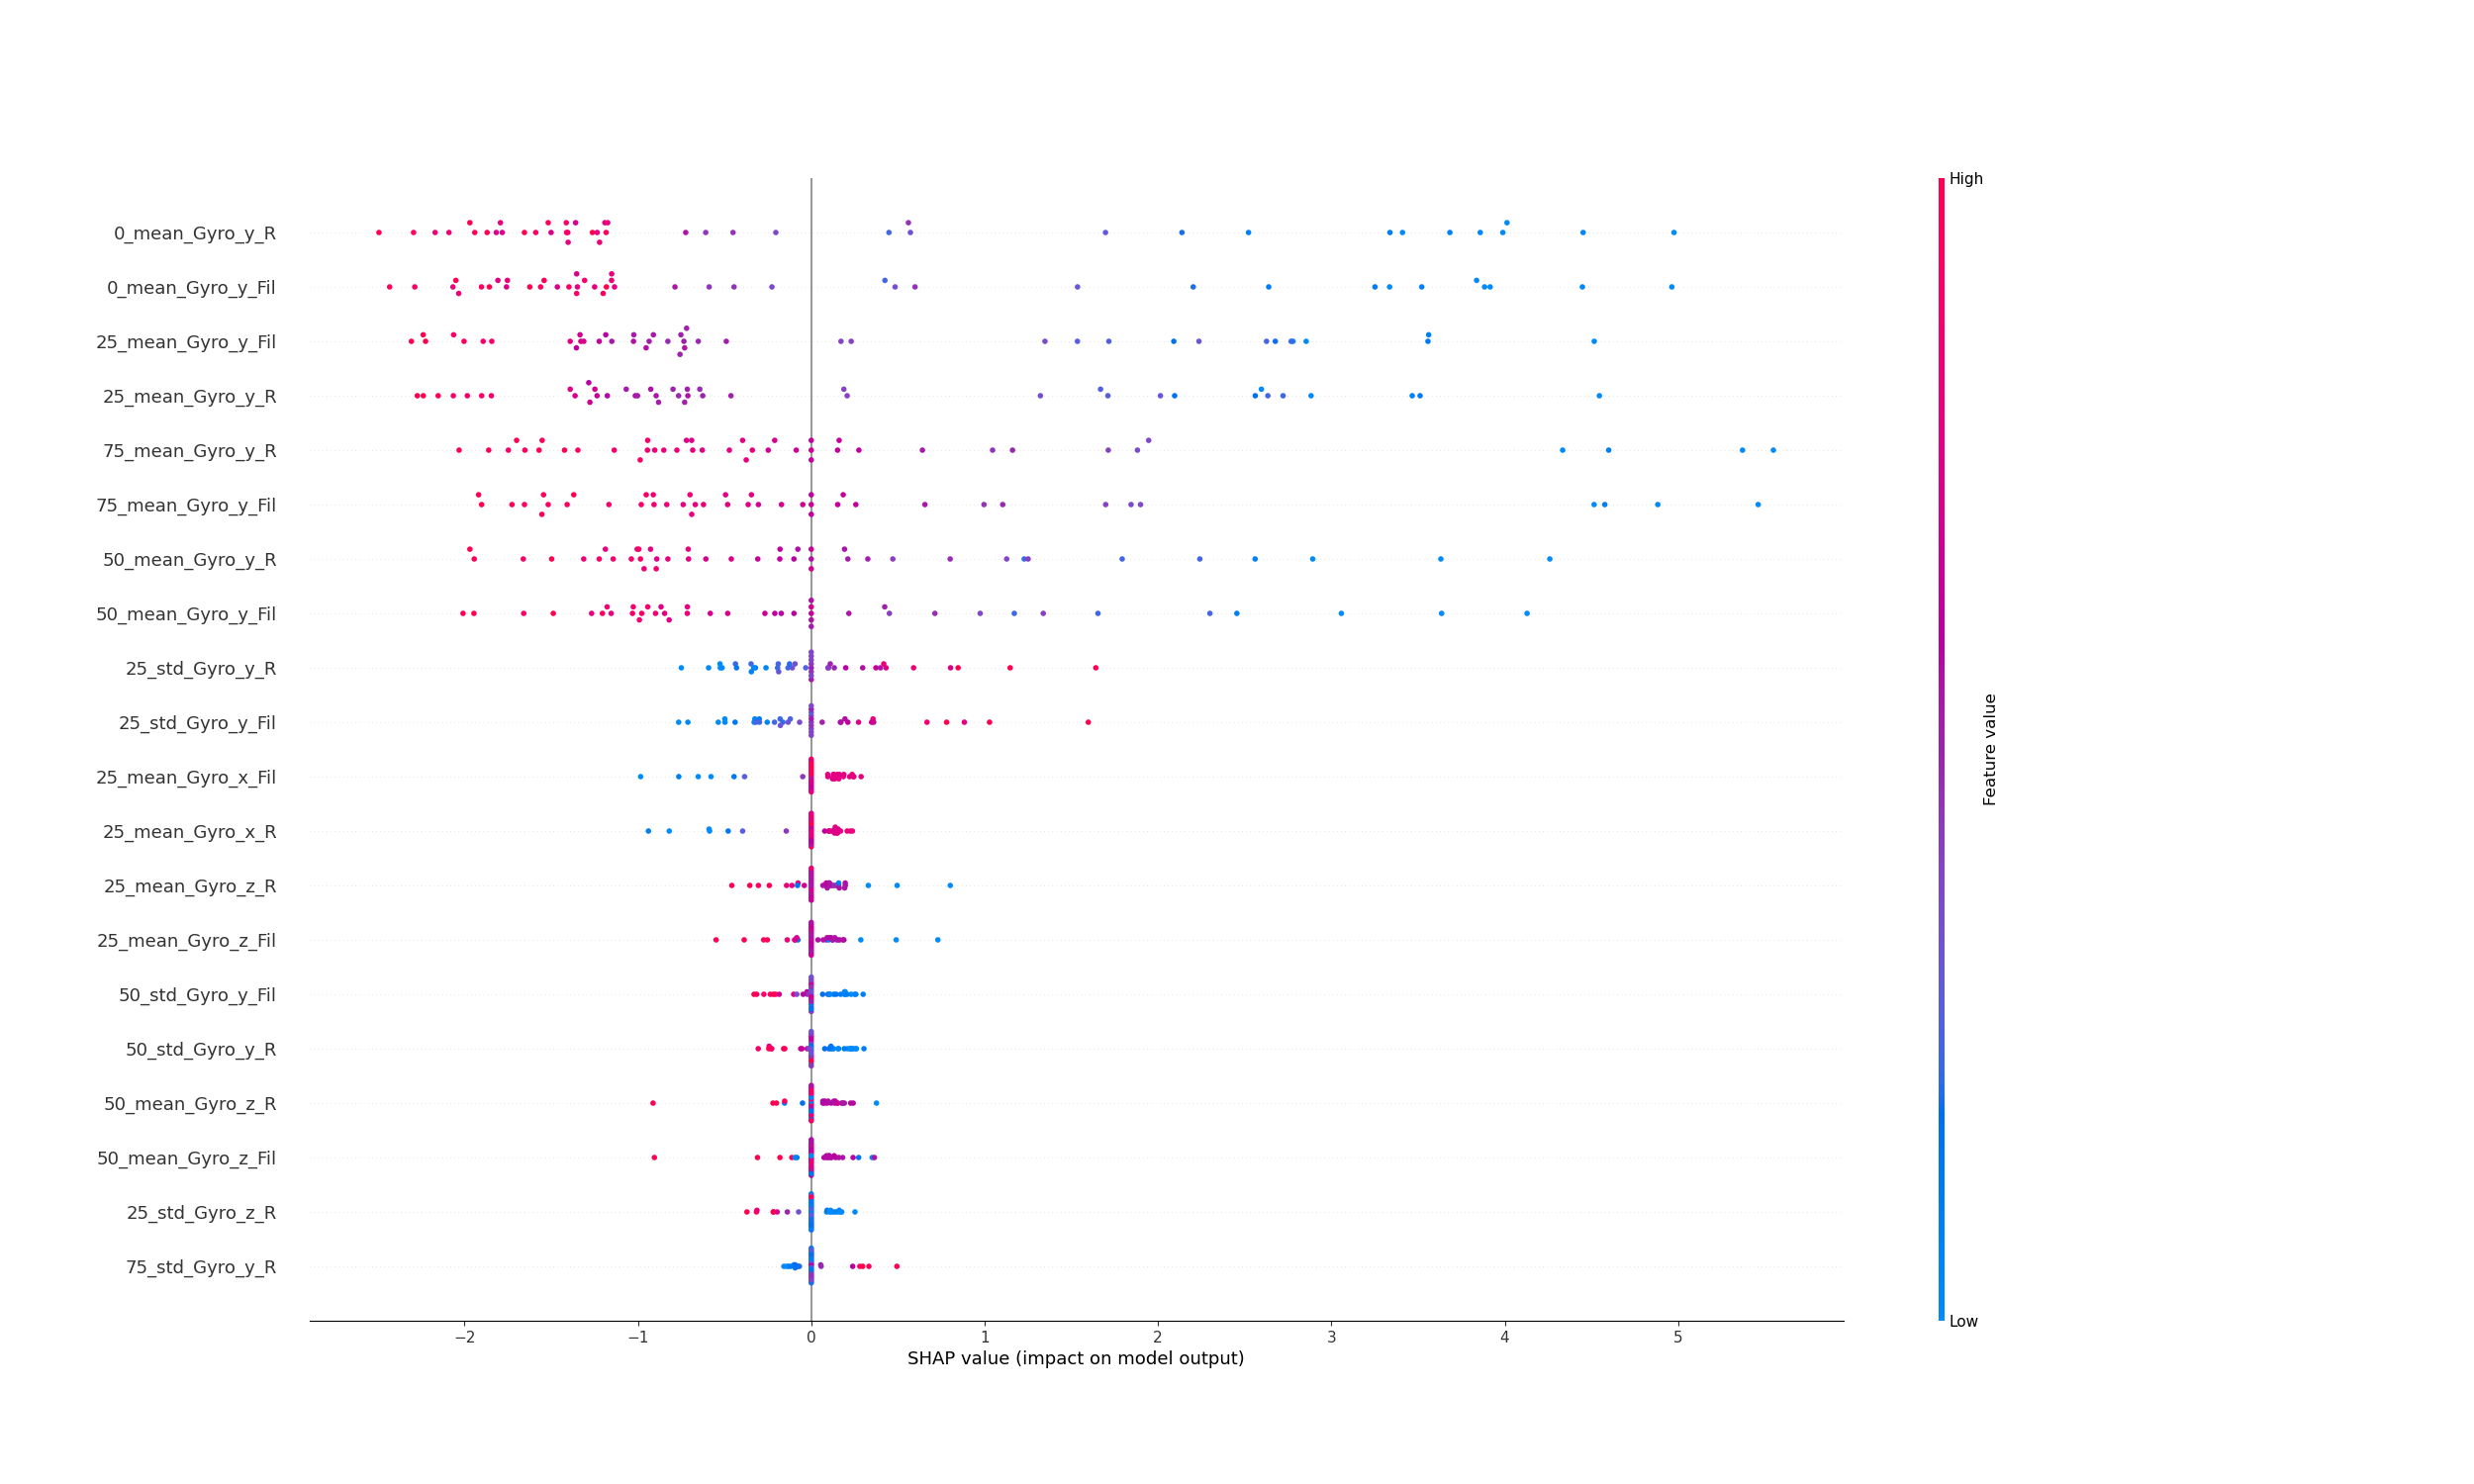 High
0_mean_Gyro_y_R
0_mean_Gyro_y_Fil
25_mean_Gyro_y_Fil
25_mean_Gyro_y_R
75_mean_Gyro_y_R
75_mean_Gyro_y_Fil
50_mean_Gyro_y_R
50_mean_Gyro_y_Fil
25_std_Gyro_y_R
25_std_Gyro_y_Fil
25_mean_Gyro_x_Fil
25_mean_Gyro_x_R
25_mean_Gyro_z_R
25_mean_Gyro_z_Fil
50_std_Gyro_y_Fil
50_std_Gyro_y_R
50_mean_Gyro_z_R
50_mean_Gyro_z_Fil
25_std_Gyro_z_R
75_std_Gyro_y_R
Feature value
Low
−2 −1 0 1 2 3 4 5
SHAP value (impact on model output)